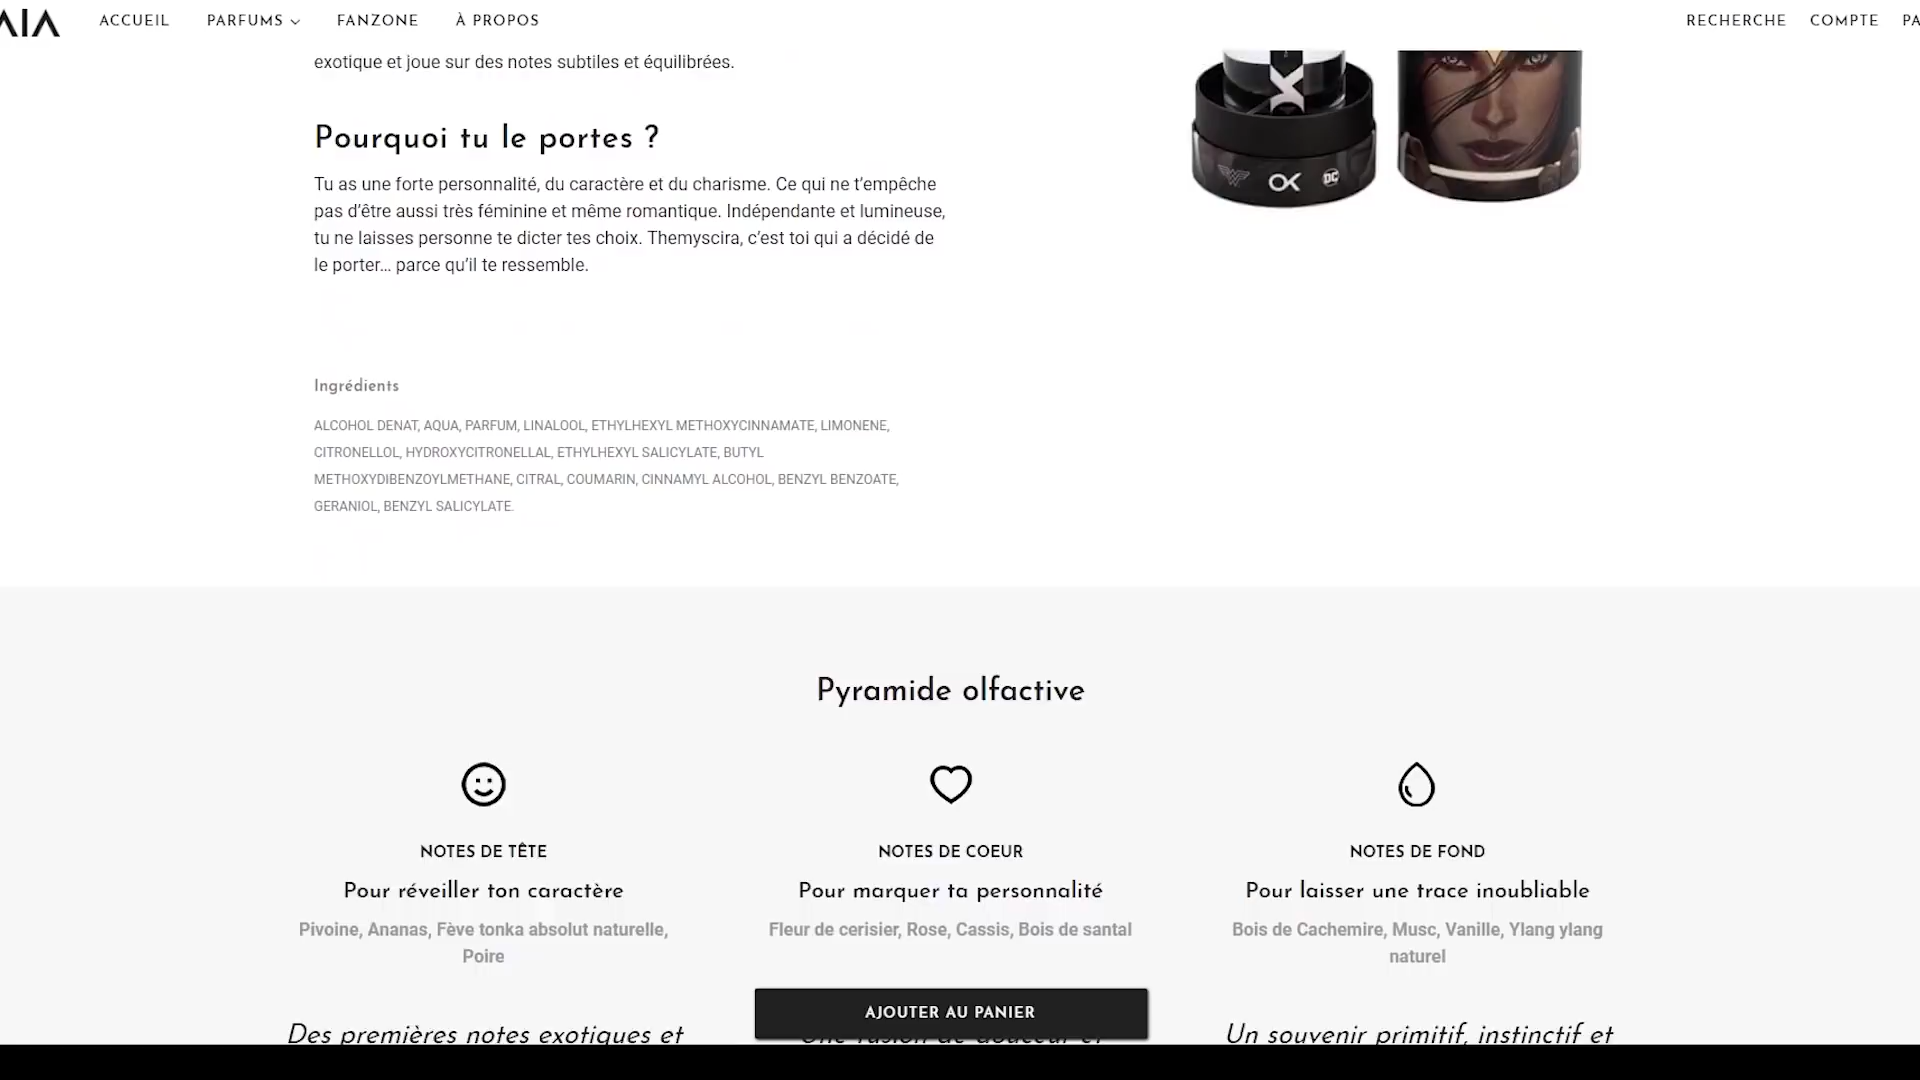 ACCUEIL PARFUMS FANZONE À PROPOS RECHERCHE COMPTE
exotique et joue sur des notes subtiles et équilibrées.
Pourquoi tu le portes ?
Tu as une forte personnalité, du caractère et du charisme. Ce qui ne t’empêche
pas d’être aussi très féminine et même romantique. Indépendante et lumineuse,
tu ne laisses personne te dicter tes choix. Themyscira, c’est toi qui a décidé de
le porter… parce qu’il te ressemble.
DC
Ingrédients
ALCOHOL DENAT, AQUA, PARFUM, LINALOOL, ETHYLHEXYL METHOXYCINNAMATE, LIMONENE,
CITRONELLOL, HYDROXYCITRONELLAL, ETHYLHEXYL SALICYLATE, BUTYL
METHOXYDIBENZOYLMETHANE, CITRAL, COUMARIN, CINNAMYL ALCOHOL, BENZYL BENZOATE,
GERANIOL, BENZYL SALICYLATE.
Pyramide olfactive
NOTES DE TÊTE
Pour réveiller ton caractère
Pivoine, Ananas, Fève tonka absolut naturelle,
Poire
NOTES DE COEUR
Pour marquer ta personnalité
Fleur de cerisier, Rose, Cassis, Bois de santal
NOTES DE FOND
Pour laisser une trace inoubliable
Bois de Cachemire, Musc, Vanille, Ylang ylang
naturel
AJOUTER AU PANIER
Des premières notes exotiques et
Une fusion de douceur et
Un souvenir primitif, instinctif et